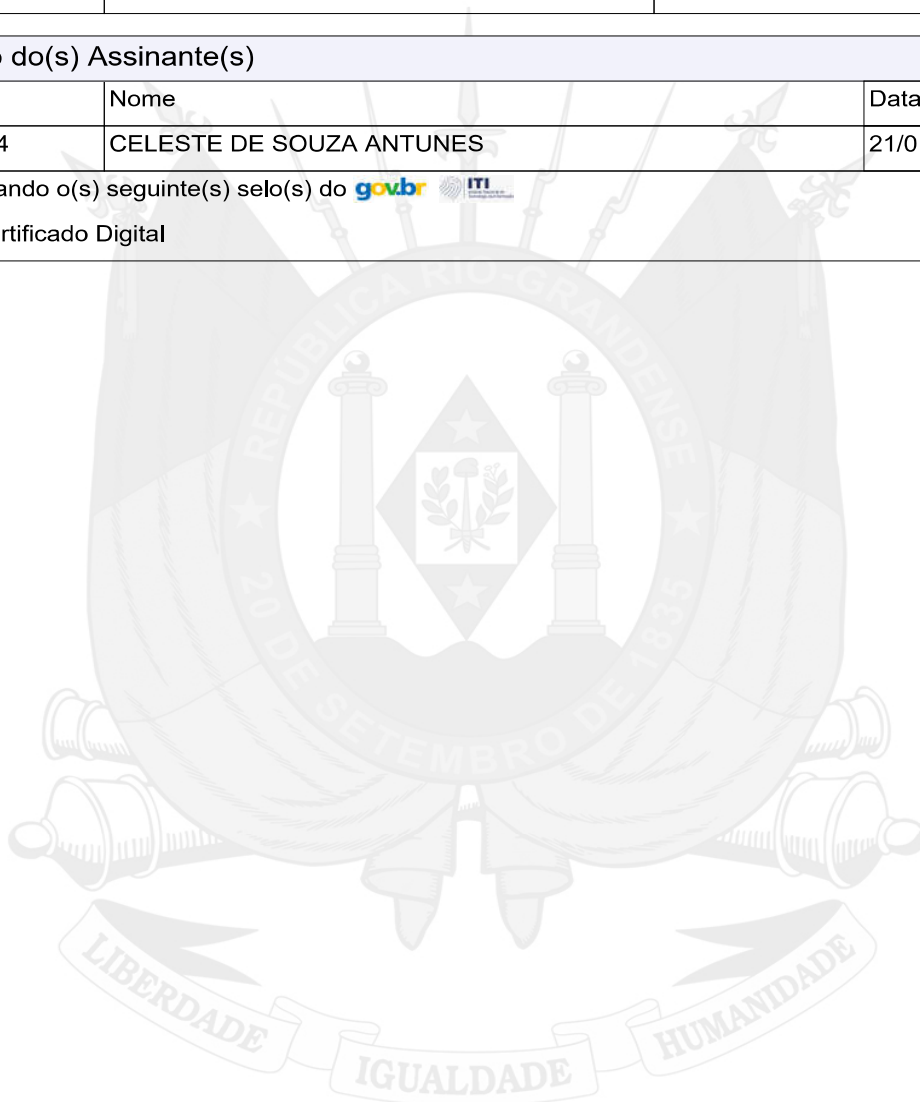 o do(s) Assinante(s)
Nome
Data
4
CELESTE DE SOUZA ANTUNES
21/0
ando o(s) seguinte(s) selo(s) do gov.br ITI
rtificado Digital
REPÚBLICA RIO-GRANDENSE
20 DE SETEMBRO DE 1835
LIBERDADE
IGUALDADE
HUMANIDADE